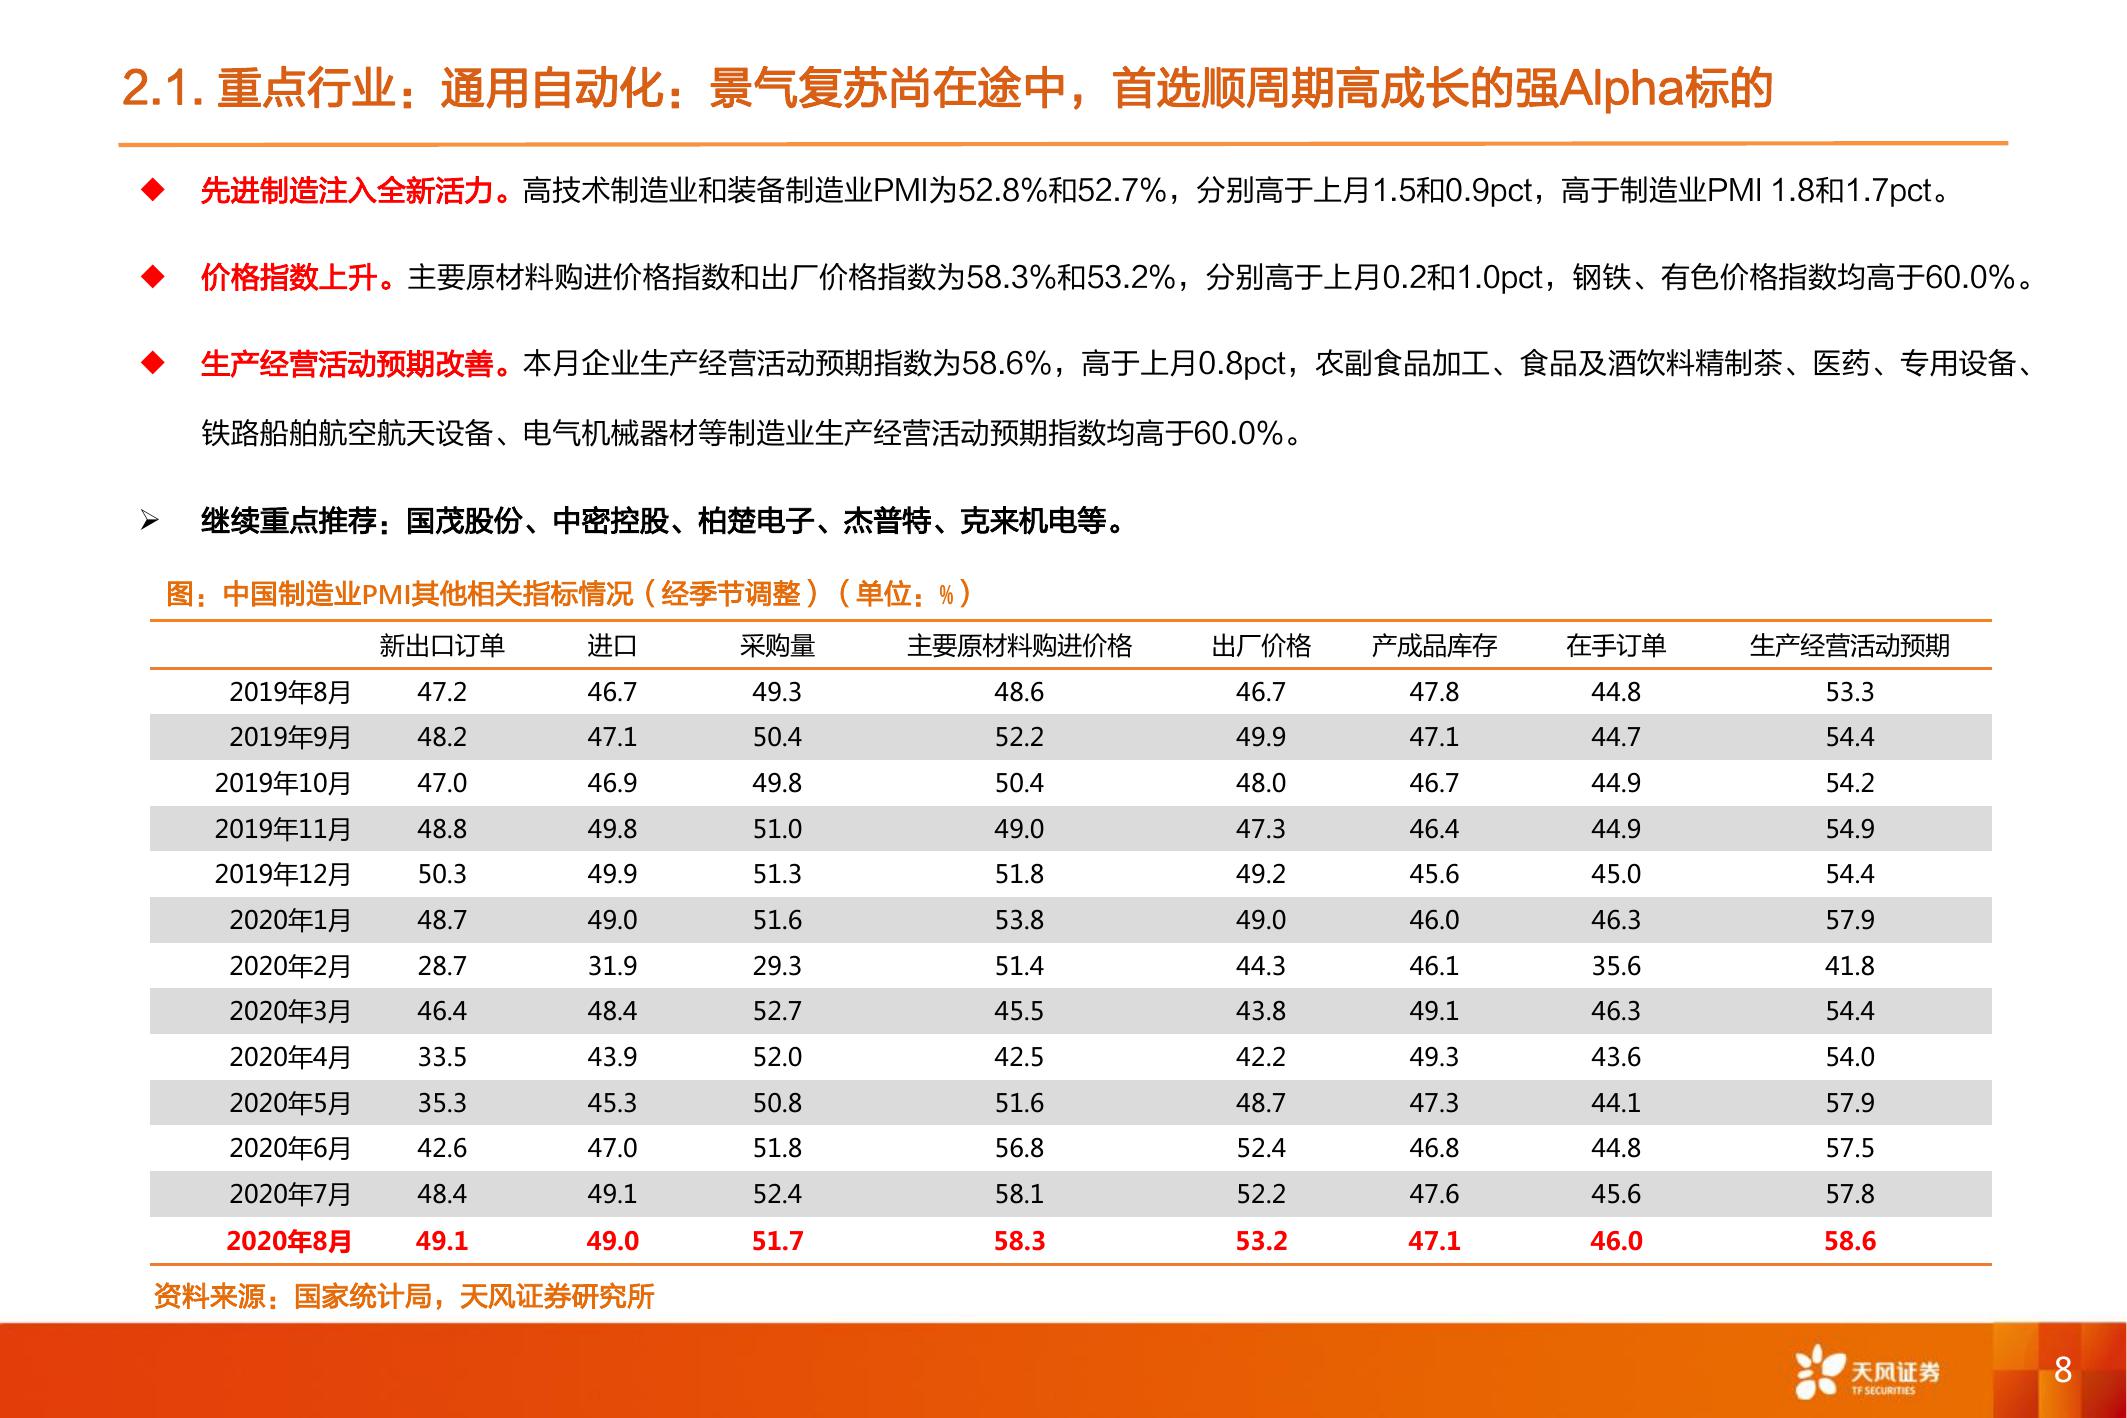 2.1. 重点行业：通用自动化：景气复苏尚在途中，首选顺周期高成长的强Alpha标的
◆ 先进制造注入全新活力。高技术制造业和装备制造业PMI为52.8%和52.7%，分别高于上月1.5和0.9pct，高于制造业PMI 1.8和1.7pct。
◆ 价格指数上升。主要原材料购进价格指数和出厂价格指数为58.3%和53.2%，分别高于上月0.2和1.0pct，钢铁、有色价格指数均高于60.0%。
◆ 生产经营活动预期改善。本月企业生产经营活动预期指数为58.6%，高于上月0.8pct，农副食品加工、食品及酒饮料精制茶、医药、专用设备、
铁路船舶航空航天设备、电气机械器材等制造业生产经营活动预期指数均高于60.0%。
➢ 继续重点推荐：国茂股份、中密控股、柏楚电子、杰普特、克来机电等。
图：中国制造业PMI其他相关指标情况（经季节调整）（单位：%）
新出口订单 进口 采购量 主要原材料购进价格 出厂价格 产成品库存 在手订单 生产经营活动预期
2019年8月 47.2 46.7 49.3 48.6 46.7 47.8 44.8 53.3
2019年9月 48.2 47.1 50.4 52.2 49.9 47.1 44.7 54.4
2019年10月 47.0 46.9 49.8 50.4 48.0 46.7 44.9 54.2
2019年11月 48.8 49.8 51.0 49.0 47.3 46.4 44.9 54.9
2019年12月 50.3 49.9 51.3 51.8 49.2 45.6 45.0 54.4
2020年1月 48.7 49.0 51.6 53.8 49.0 46.0 46.3 57.9
2020年2月 28.7 31.9 29.3 51.4 44.3 46.1 35.6 41.8
2020年3月 46.4 48.4 52.7 45.5 43.8 49.1 46.3 54.4
2020年4月 33.5 43.9 52.0 42.5 42.2 49.3 43.6 54.0
2020年5月 35.3 45.3 50.8 51.6 48.7 47.3 44.1 57.9
2020年6月 42.6 47.0 51.8 56.8 52.4 46.8 44.8 57.5
2020年7月 48.4 49.1 52.4 58.1 52.2 47.6 45.6 57.8
2020年8月 49.1 49.0 51.7 58.3 53.2 47.1 46.0 58.6
资料来源：国家统计局，天风证券研究所
天风证券
TF SECURITIES
8